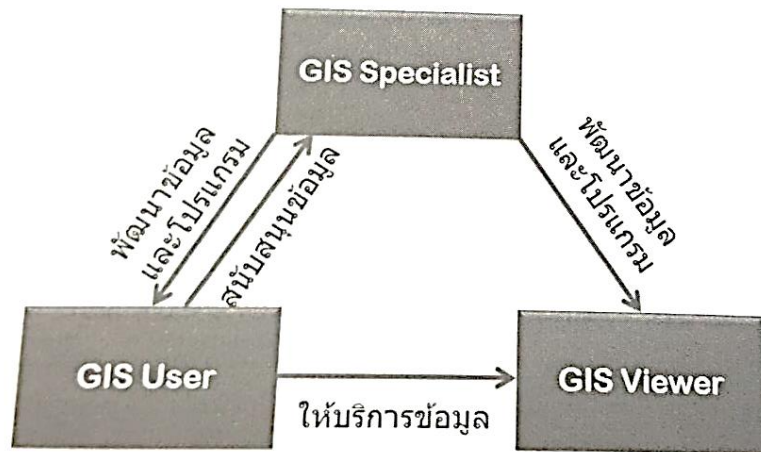 GIS Specialist
พัฒนาข้อมูล
และโปรแกรม
สนับสนุนข้อมูล
พัฒนาข้อมูล
และโปรแกรม
GIS User
ให้บริการข้อมูล
GIS Viewer